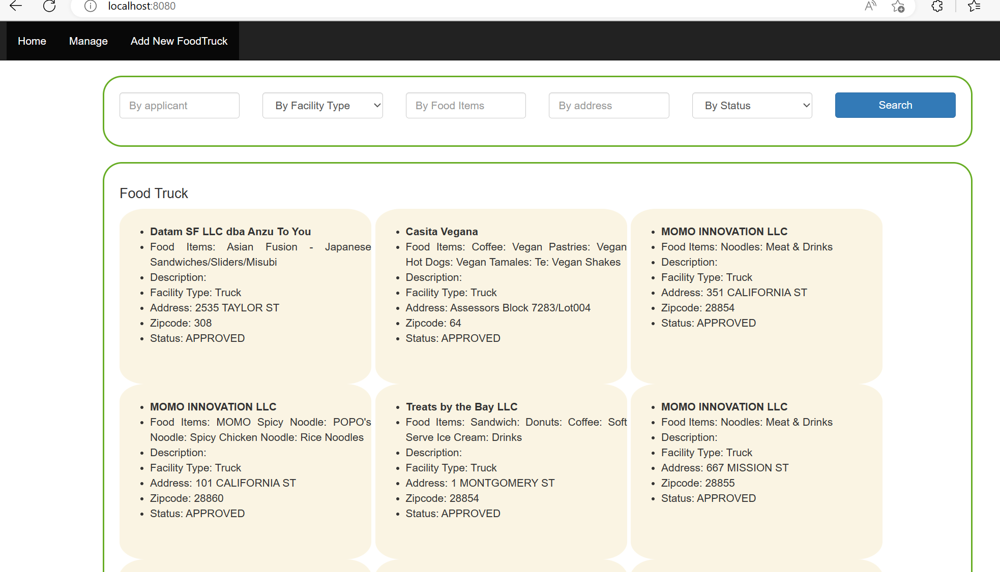 localhost:8080
Home Manage Add New FoodTruck
By applicant By Facility Type By Food Items By address By Status Search
Food Truck
Datam SF LLC dba Anzu To You
Food Items: Asian Fusion - Japanese
Sandwiches/Sliders/Misubi
Description:
Facility Type: Truck
Address: 2535 TAYLOR ST
Zipcode: 308
Status: APPROVED
Casita Vegana
Food Items: Coffee: Vegan Pastries: Vegan
Hot Dogs: Vegan Tamales: Te: Vegan Shakes
Description:
Facility Type: Truck
Address: Assessors Block 7283/Lot004
Zipcode: 64
Status: APPROVED
MOMO INNOVATION LLC
Food Items: Noodles: Meat & Drinks
Description:
Facility Type: Truck
Address: 351 CALIFORNIA ST
Zipcode: 28854
Status: APPROVED
MOMO INNOVATION LLC
Food Items: MOMO Spicy Noodle: POPO's
Noodle: Spicy Chicken Noodle: Rice Noodles
Description:
Facility Type: Truck
Address: 101 CALIFORNIA ST
Zipcode: 28860
Status: APPROVED
Treats by the Bay LLC
Food Items: Sandwich: Donuts: Coffee: Soft
Serve Ice Cream: Drinks
Description:
Facility Type: Truck
Address: 1 MONTGOMERY ST
Zipcode: 28854
Status: APPROVED
MOMO INNOVATION LLC
Food Items: Noodles: Meat & Drinks
Description:
Facility Type: Truck
Address: 667 MISSION ST
Zipcode: 28855
Status: APPROVED